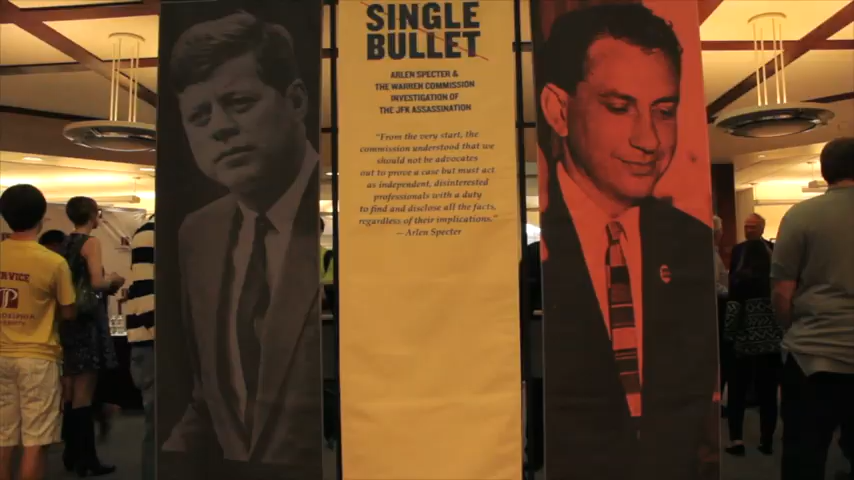 SINGLE
BULLET
ARLEN SPECTER &
THE WARREN COMMISSION
INVESTIGATION OF
THE JFK ASSASSINATION
"From the very start, the
commission understood that we
should not be advocates
out to prove a case but must act
as independent, disinterested
professionals with a duty
to find and disclose all the facts,
regardless of their implications."
— Arlen Specter
SERVICE
P